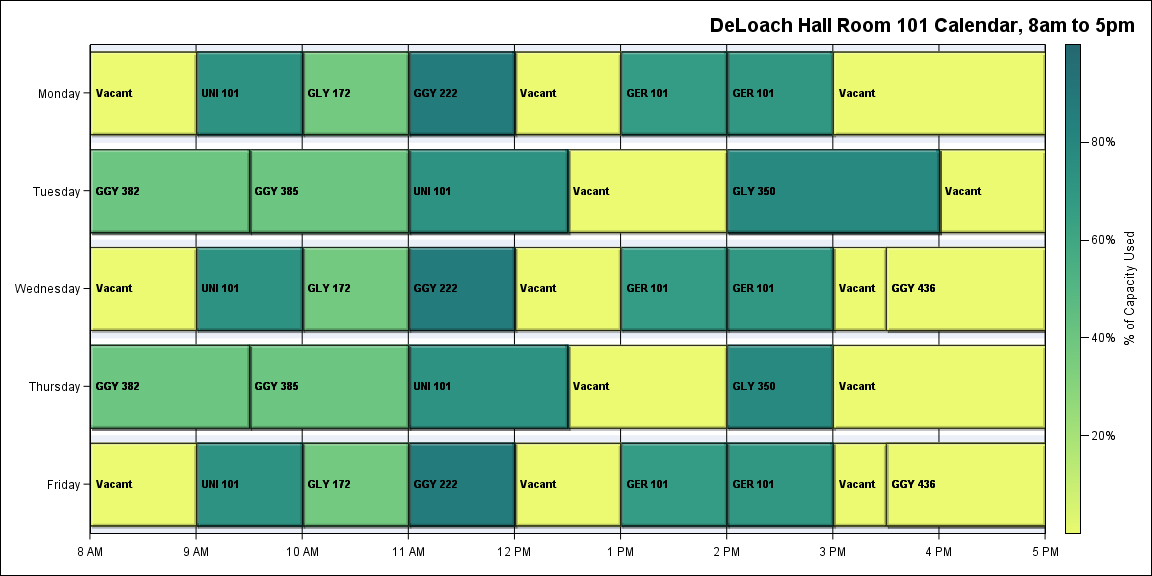 DeLoach Hall Room 101 Calendar, 8am to 5pm
Monday
Vacant
UNI 101
GLY 172
GGY 222
Vacant
GER 101
GER 101
Vacant
Tuesday
GGY 382
GGY 385
UNI 101
Vacant
GLY 350
Vacant
Wednesday
Vacant
UNI 101
GLY 172
GGY 222
Vacant
GER 101
GER 101
Vacant
GGY 436
Thursday
GGY 382
GGY 385
UNI 101
Vacant
GLY 350
Vacant
Friday
Vacant
UNI 101
GLY 172
GGY 222
Vacant
GER 101
GER 101
Vacant
GGY 436
8 AM
9 AM
10 AM
11 AM
12 PM
1 PM
2 PM
3 PM
4 PM
5 PM
80%
60%
40%
20%
% of Capacity Used